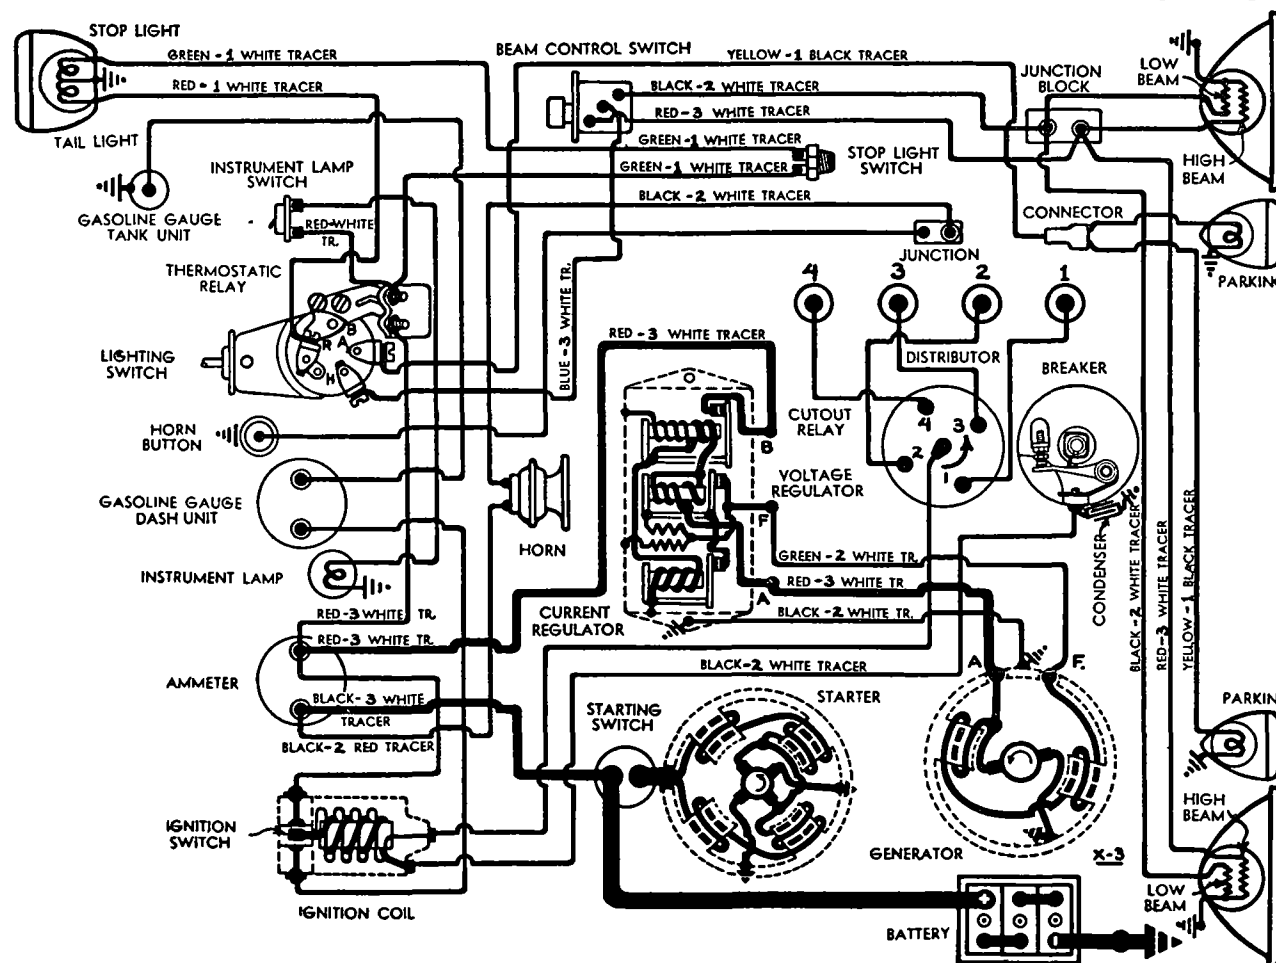 STOP LIGHT
GREEN-1 WHITE TRACER
BEAM CONTROL SWITCH
YELLOW-1 BLACK TRACER
RED-1 WHITE TRACER
BLACK-2 WHITE TRACER
JUNCTION
BLOCK
LOW
BEAM
RED-3 WHITE TRACER
TAIL LIGHT
GREEN-1 WHITE TRACER
STOP LIGHT
SWITCH
INSTRUMENT LAMP
SWITCH
GREEN-1 WHITE TRACER
HIGH
BEAM
BLACK-2 WHITE TRACER
GASOLINE GAUGE
TANK UNIT
RED-WHITE
TR.
CONNECTOR
JUNCTION
THERMOSTATIC
RELAY
4
3
2
1
PARKIN
BLUE-3 WHITE TR.
RED-3 WHITE TRACER
B
R
A
H
LIGHTING
SWITCH
DISTRIBUTOR
BREAKER
CUTOUT
RELAY
4
3
2
1
HORN
BUTTON
B
VOLTAGE
REGULATOR
GASOLINE GAUGE
DASH UNIT
F
HORN
GREEN-2 WHITE TR.
CONDENSER
BLACK-2 WHITE TRACER
RED-3 WHITE TRACER
YELLOW-1 BLACK TRACER
INSTRUMENT LAMP
RED-3 WHITE TR.
A
CURRENT
REGULATOR
RED-3 WHITE TR
BLACK-2 WHITE TR.
RED-3 WHITE TR.
BLACK-2 WHITE TRACER
A
F
AMMETER
BLACK-3 WHITE
TRACER
STARTING
SWITCH
STARTER
PARKIN
BLACK-2 RED TRACER
HIGH
BEAM
IGNITION
SWITCH
GENERATOR
X-3
LOW
BEAM
IGNITION COIL
BATTERY